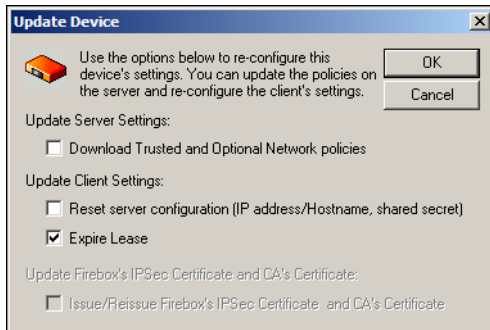 Update Device
Use the options below to re-configure this
device's settings. You can update the policies on
the server and re-configure the client's settings.
OK
Cancel
Update Server Settings:
Download Trusted and Optional Network policies
Update Client Settings:
Reset server configuration (IP address/Hostname, shared secret)
Expire Lease
Update Firebox's IPSec Certificate and CA's Certificate:
Issue/Reissue Firebox's IPSec Certificate and CA's Certificate